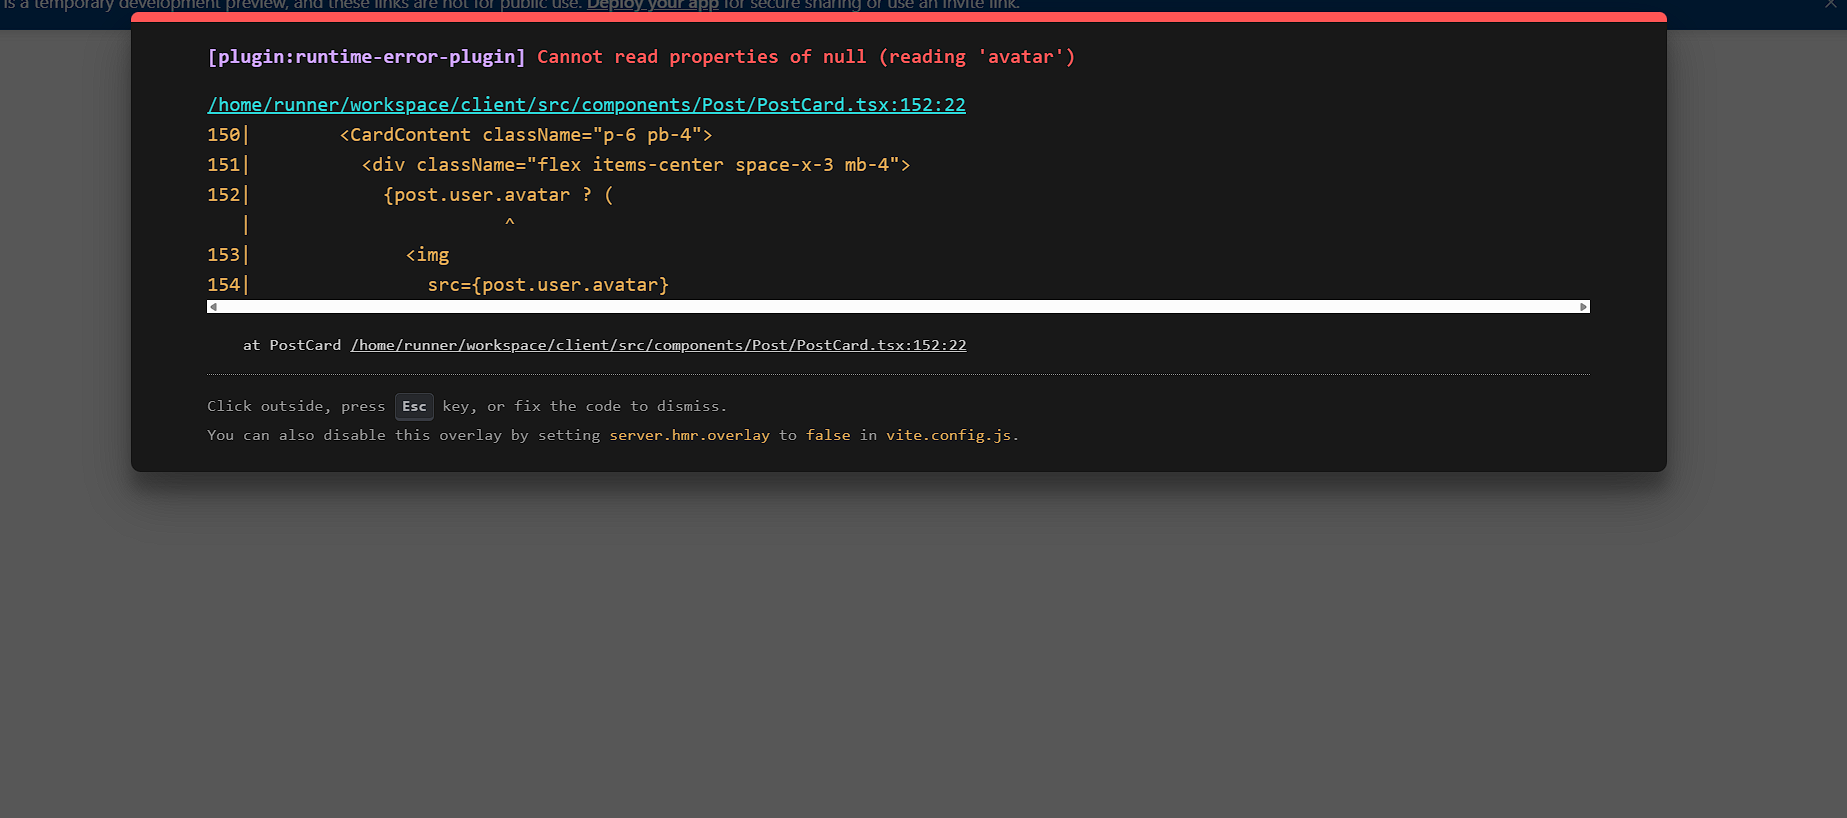 is a temporary development preview, and these links are not for public use. Deploy your app for secure sharing or use an invite link.
[plugin:runtime-error-plugin] Cannot read properties of null (reading 'avatar')
/home/runner/workspace/client/src/components/Post/PostCard.tsx:152:22
150|        <CardContent className="p-6 pb-4">
151|          <div className="flex items-center space-x-3 mb-4">
152|            {post.user.avatar ? (
   |                       ^
153|              <img
154|                src={post.user.avatar}
at PostCard /home/runner/workspace/client/src/components/Post/PostCard.tsx:152:22
Click outside, press Esc key, or fix the code to dismiss.
You can also disable this overlay by setting server.hmr.overlay to false in vite.config.js.